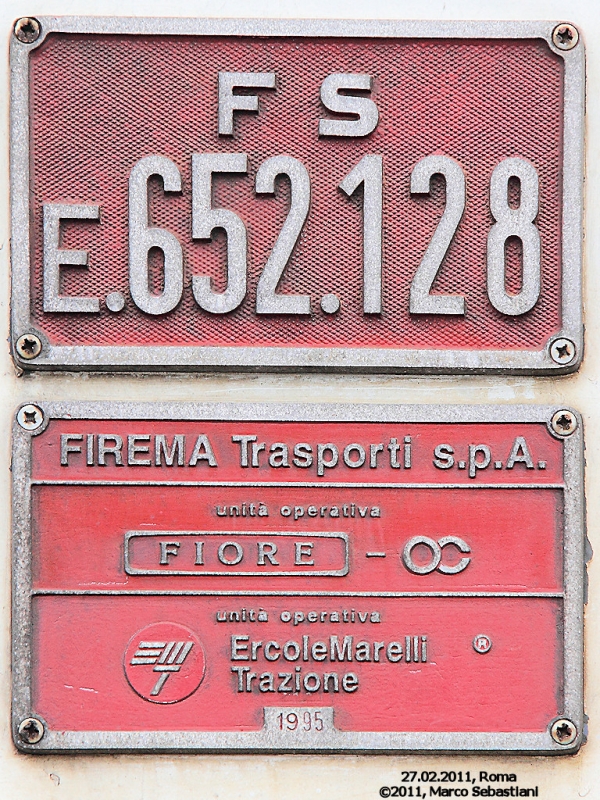 FS
E.652.128
FIREMA Trasporti s.p.A.
unità operativa
FIORE - OC
unità operativa
EMT
ErcoleMarelli ®
Trazione
1995
27.02.2011, Roma
©2011, Marco Sebastiani